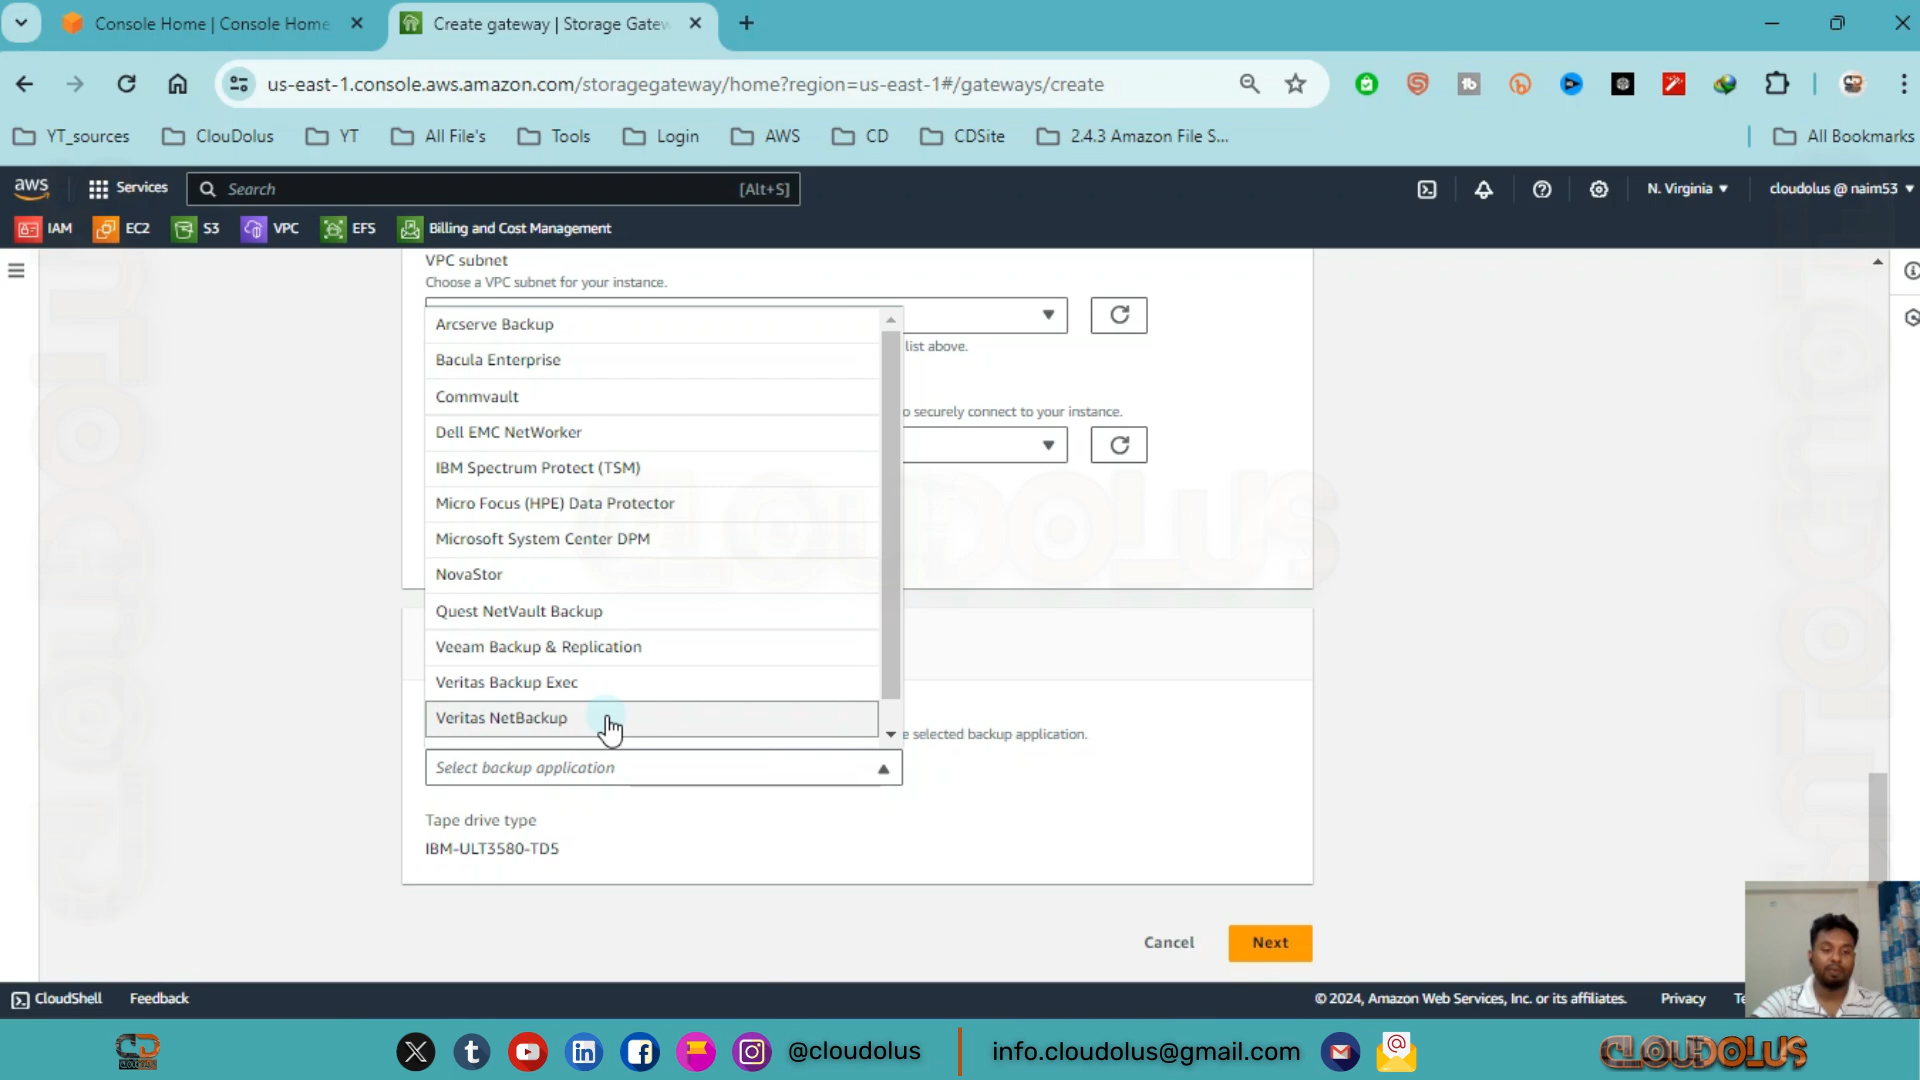 Console Home | Console Home
Create gateway | Storage Gatew
us-east-1.console.aws.amazon.com/storagegateway/home?region=us-east-1#/gateways/create
YT_sources
ClouDolus
YT
All File's
Tools
Login
AWS
CD
CDSite
2.4.3 Amazon File S...
All Bookmarks
aws
Services
Search
[Alt+S]
N. Virginia
cloudolus @ naim53
IAM
EC2
S3
VPC
EFS
Billing and Cost Management
VPC subnet
Choose a VPC subnet for your instance.
list above.
o securely connect to your instance.
Arcserve Backup
Bacula Enterprise
Commvault
Dell EMC NetWorker
IBM Spectrum Protect (TSM)
Micro Focus (HPE) Data Protector
Microsoft System Center DPM
NovaStor
Quest NetVault Backup
Veeam Backup & Replication
Veritas Backup Exec
Veritas NetBackup
e selected backup application.
Select backup application
Tape drive type
IBM-ULT3580-TD5
Cancel
Next
CLOUDOLUS
CloudShell
Feedback
© 2024, Amazon Web Services, Inc. or its affiliates.
Privacy
Te
@cloudolus
info.cloudolus@gmail.com
CLOUDOLUS